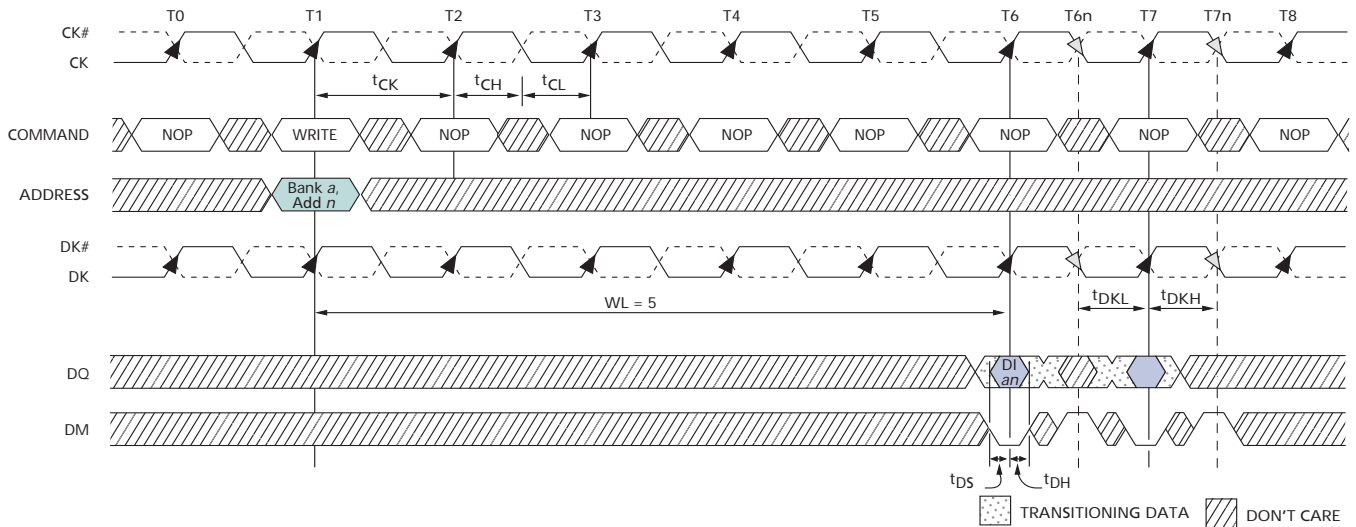 T0 T1 T2 T3 T4 T5 T6 T6n T7 T7n T8
CK#
CK
tCK tCH tCL
COMMAND NOP WRITE NOP NOP NOP NOP NOP NOP NOP
ADDRESS Bank a,
Add n
DK#
DK
WL = 5 tDKL tDKH
DQ DI
an
DM
tDS tDH
TRANSITIONING DATA DON'T CARE